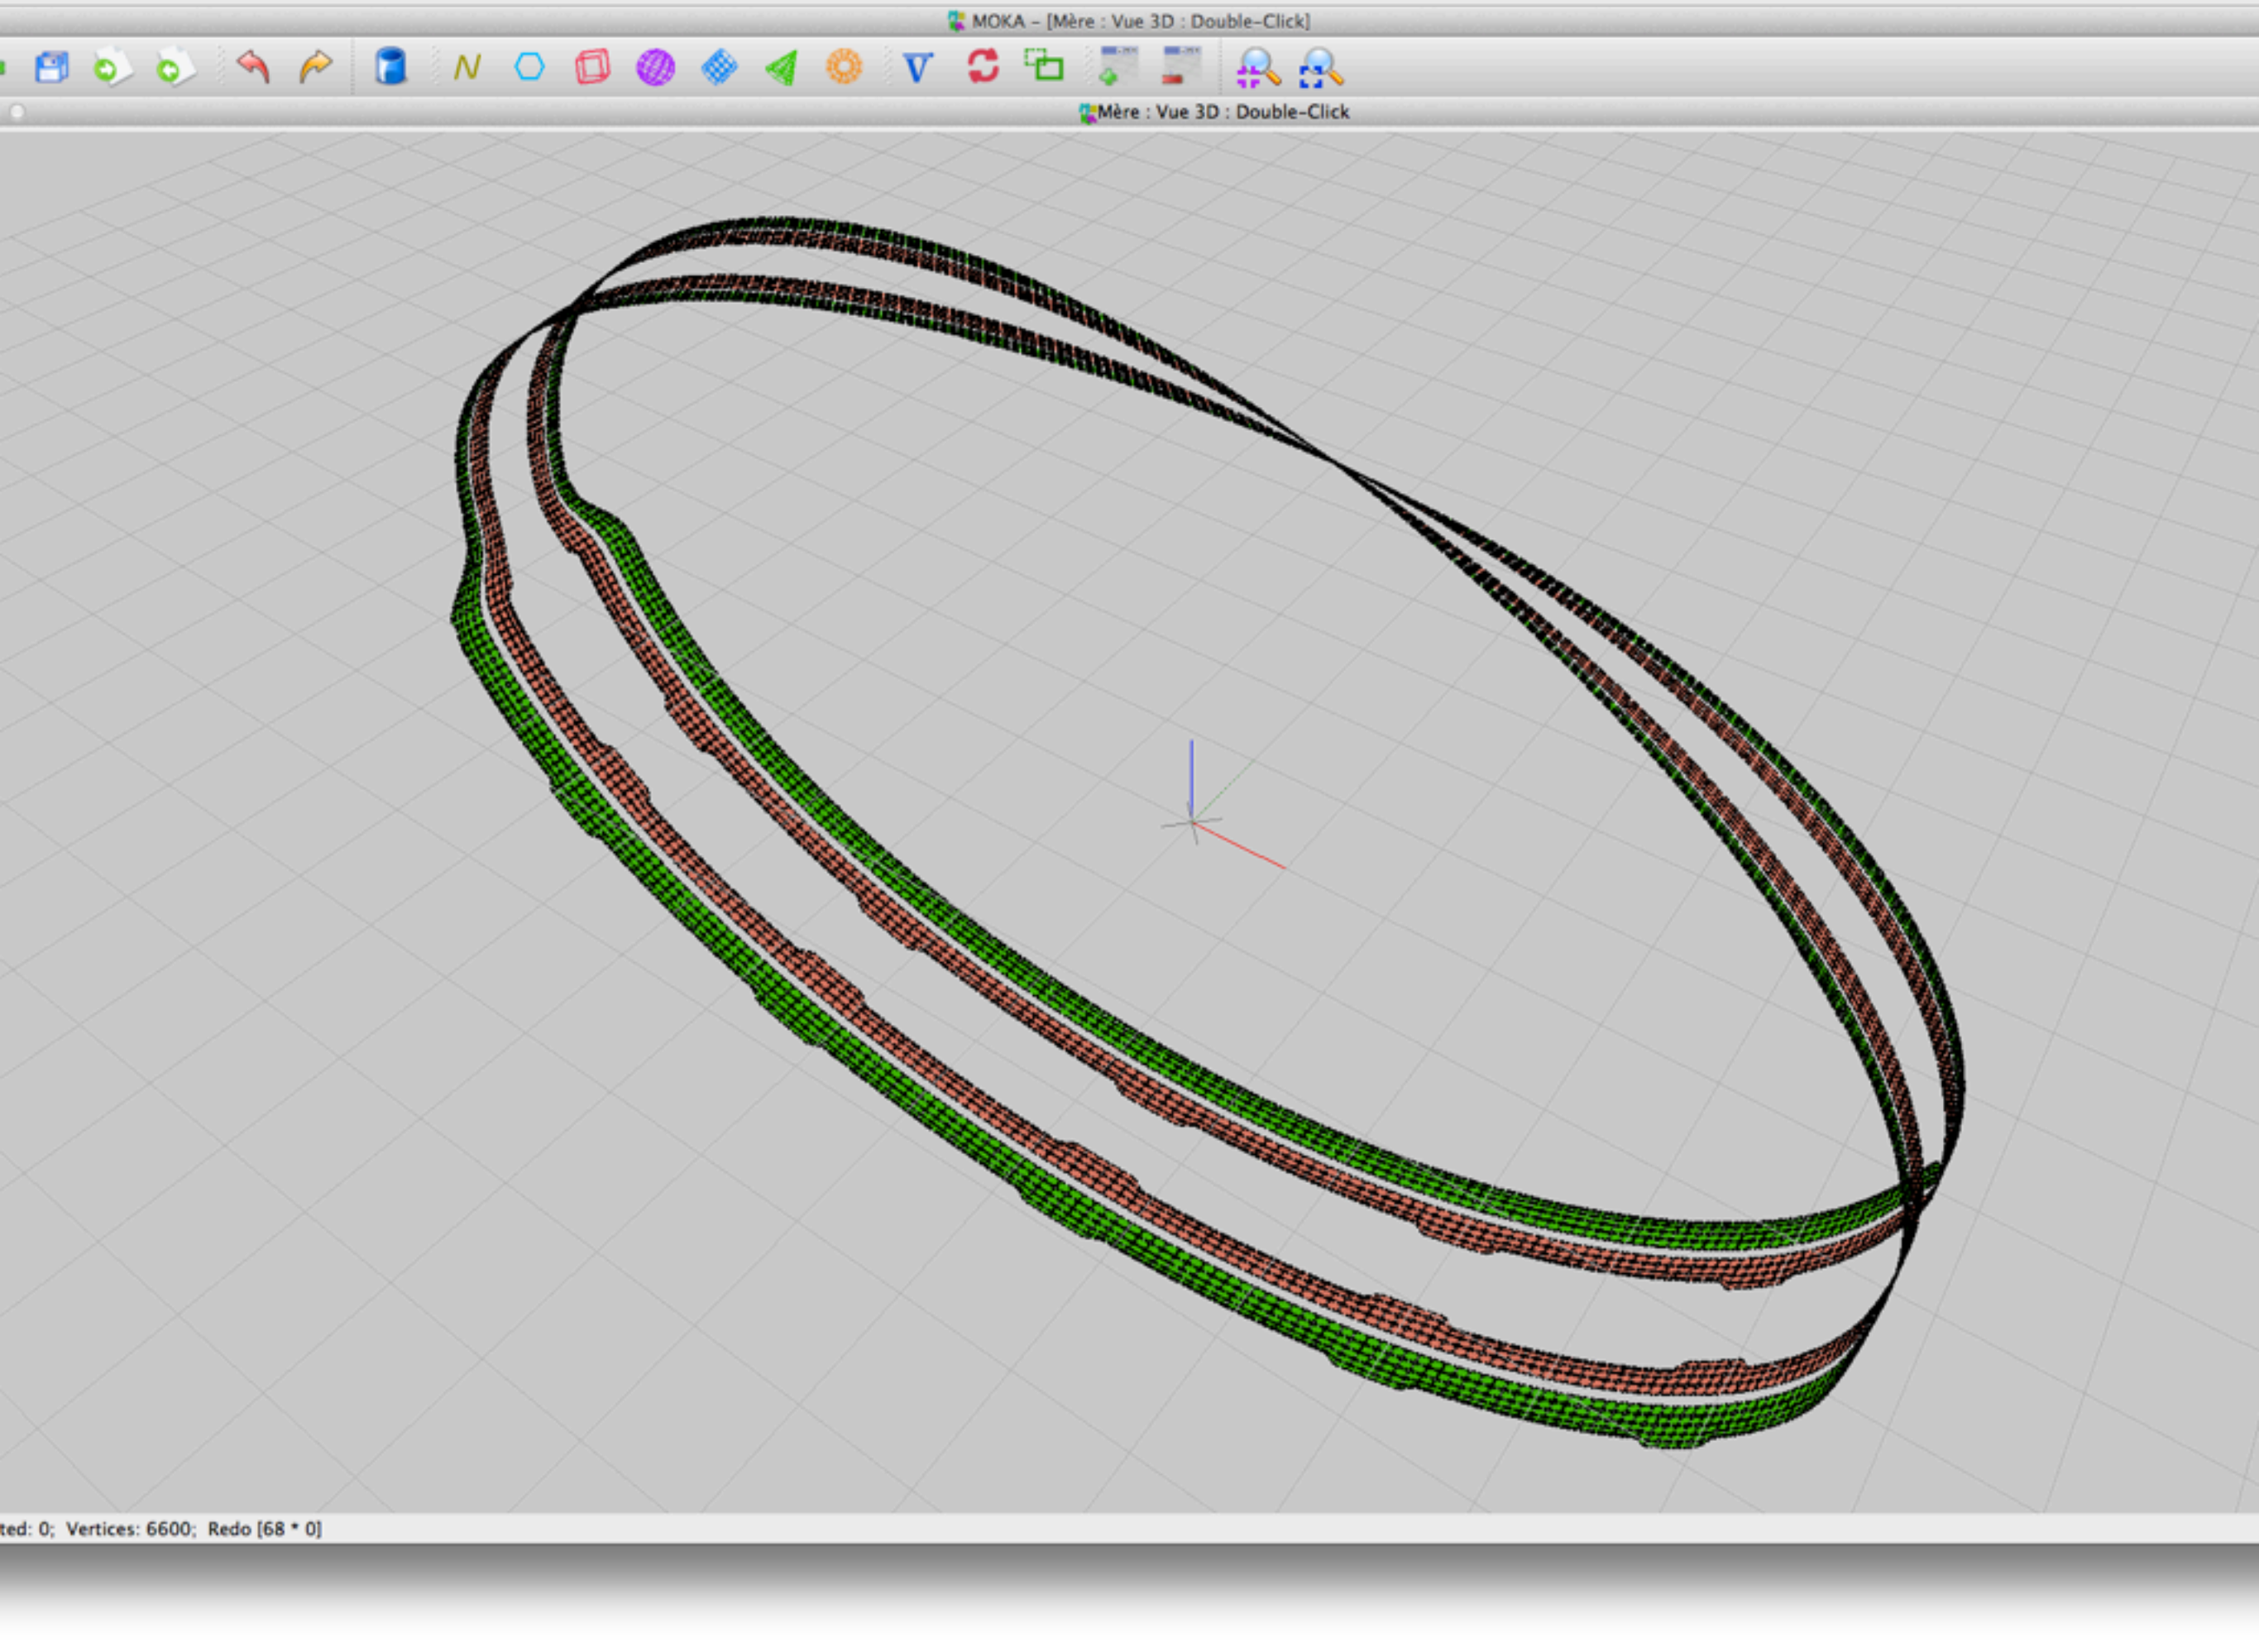 MOKA – [Mère : Vue 3D : Double-Click]
Mère : Vue 3D : Double-Click
ted: 0; Vertices: 6600; Redo [68 * 0]